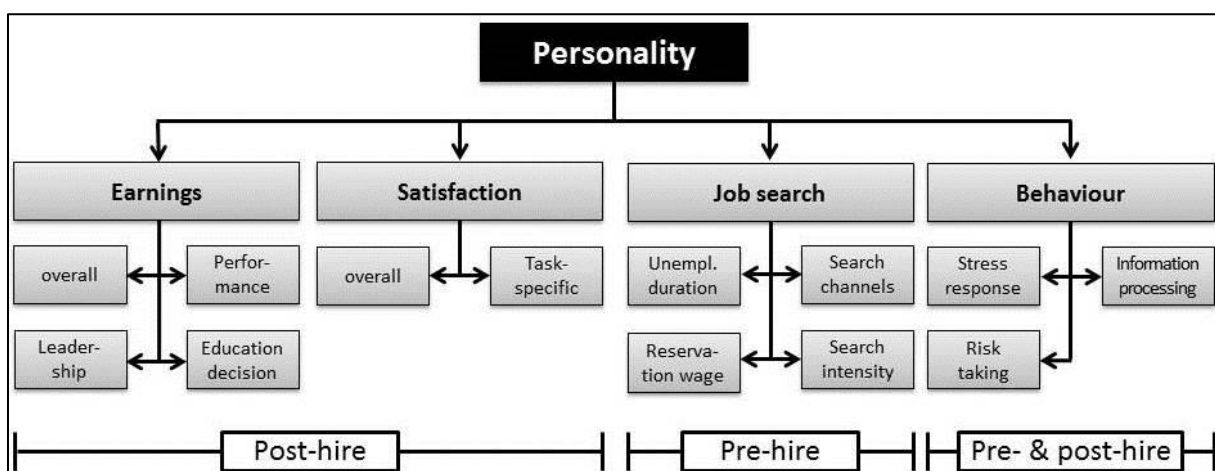 Personality
Earnings
Satisfaction
Job search
Behaviour
overall
Perfor-
mance
overall
Task-
specific
Unempl.
duration
Search
channels
Stress
response
Information
processing
Leader-
ship
Education
decision
Reserva-
tion wage
Search
intensity
Risk
taking
Post-hire
Pre-hire
Pre- & post-hire